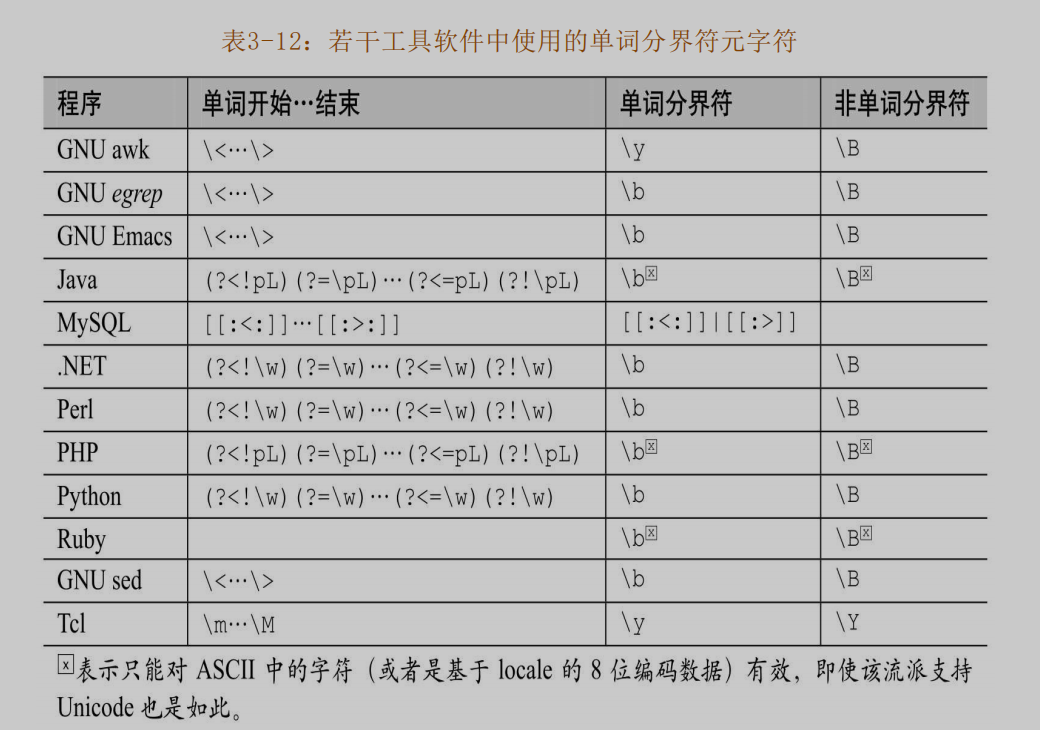 表3-12：若干工具软件中使用的单词分界符元字符
程序 单词开始…结束 单词分界符 非单词分界符
GNU awk \<…\> \y \B
GNU egrep \<…\> \b \B
GNU Emacs \<…\> \b \B
Java (?<!pL)(?=\pL)…(?<=pL)(?!\pL) \b☒ \B☒
MySQL [[:<:]]…[[:>:]] [[:<:]]|[[:>]]
.NET (?<!\w)(?=\w)…(?<=\w)(?!\w) \b \B
Perl (?<!\w)(?=\w)…(?<=\w)(?!\w) \b \B
PHP (?<!pL)(?=\pL)…(?<=pL)(?!\pL) \b☒ \B☒
Python (?<!\w)(?=\w)…(?<=\w)(?!\w) \b \B
Ruby \b☒ \B☒
GNU sed \<…\> \b \B
Tcl \m…\M \y \Y
☒表示只能对 ASCII 中的字符（或者是基于 locale 的 8 位编码数据）有效，即使该流派支持
Unicode 也是如此。